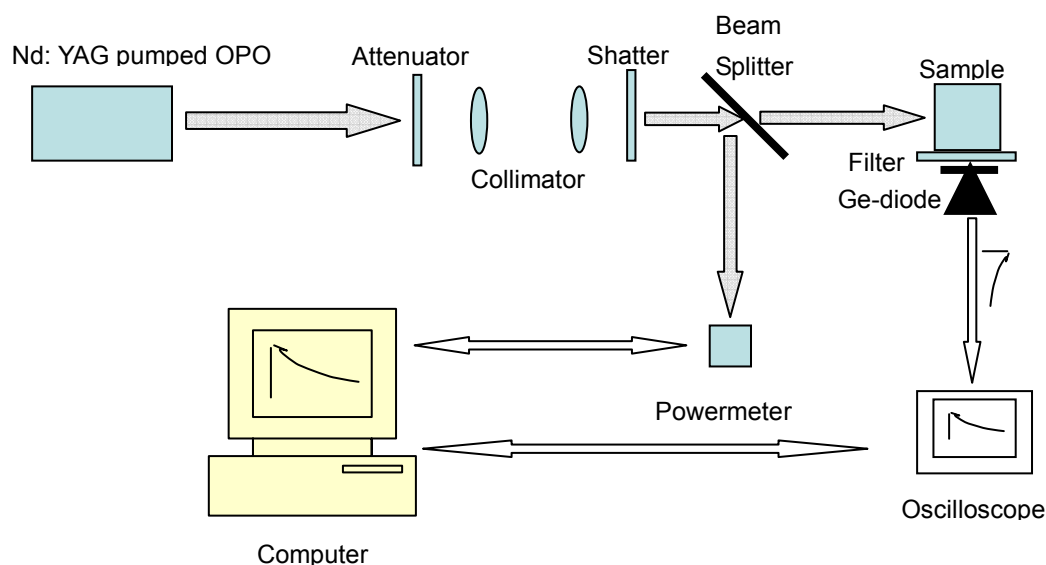 Nd: YAG pumped OPO
Attenuator
Collimator
Shatter
Beam
Splitter
Sample
Filter
Ge-diode
Powermeter
Oscilloscope
Computer